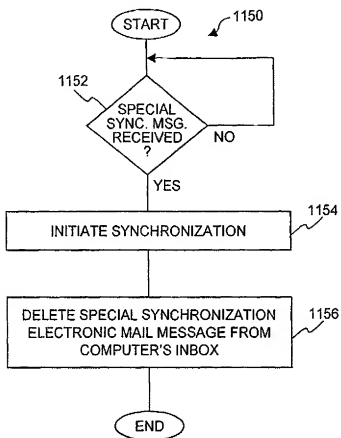 START
1150
1152
SPECIAL
SYNC. MSG.
RECEIVED
?
NO
YES
1154
INITIATE SYNCHRONIZATION
DELETE SPECIAL SYNCHRONIZATION
ELECTRONIC MAIL MESSAGE FROM
COMPUTER'S INBOX
1156
END